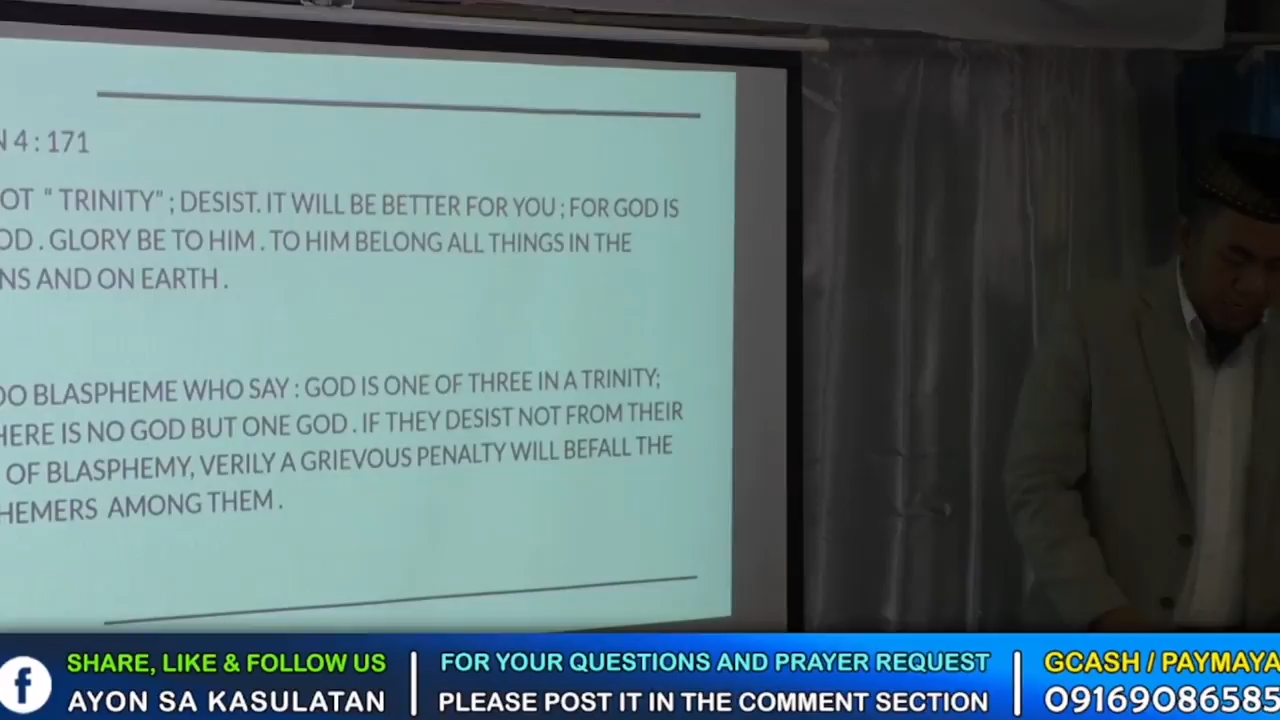 N 4 : 171
OT " TRINITY" ; DESIST. IT WILL BE BETTER FOR YOU ; FOR GOD IS
OD . GLORY BE TO HIM . TO HIM BELONG ALL THINGS IN THE
NS AND ON EARTH .
DO BLASPHEME WHO SAY : GOD IS ONE OF THREE IN A TRINITY;
HERE IS NO GOD BUT ONE GOD . IF THEY DESIST NOT FROM THEIR
OF BLASPHEMY, VERILY A GRIEVOUS PENALTY WILL BEFALL THE
HEMERS AMONG THEM .
f
SHARE, LIKE & FOLLOW US
AYON SA KASULATAN
FOR YOUR QUESTIONS AND PRAYER REQUEST
PLEASE POST IT IN THE COMMENT SECTION
GCASH / PAYMAYA
09169086585